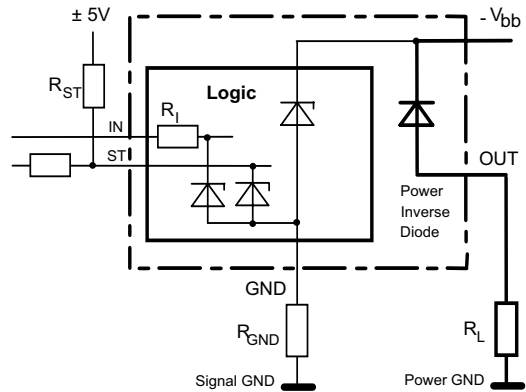 ± 5V
- Vbb
RST
Logic
IN
RI
ST
OUT
Power
Inverse
Diode
GND
RGND
RL
Signal GND
Power GND